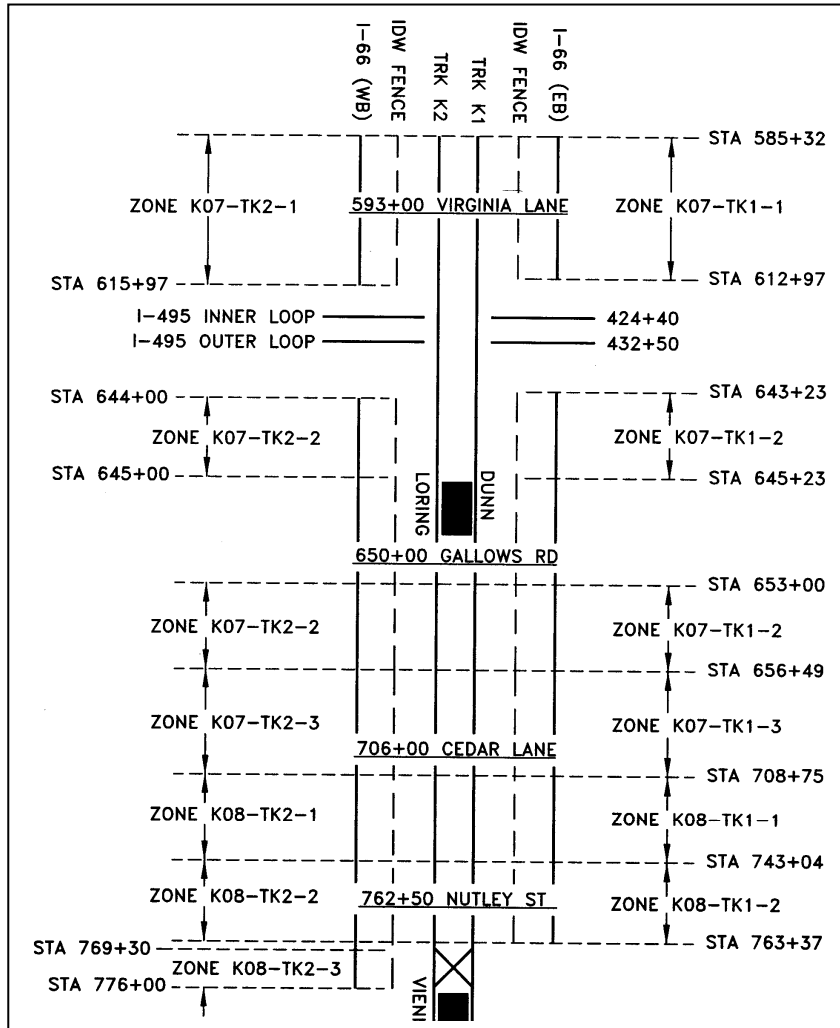 I-66 (WB)
IDW FENCE
TRK K2
TRK K1
IDW FENCE
I-66 (EB)
STA 585+32
ZONE K07-TK2-1
593+00 VIRGINIA LANE
ZONE K07-TK1-1
STA 615+97
STA 612+97
I-495 INNER LOOP
424+40
I-495 OUTER LOOP
432+50
STA 644+00
STA 643+23
ZONE K07-TK2-2
ZONE K07-TK1-2
STA 645+00
STA 645+23
LORING
DUNN
650+00 GALLOWS RD
STA 653+00
ZONE K07-TK2-2
ZONE K07-TK1-2
STA 656+49
ZONE K07-TK2-3
ZONE K07-TK1-3
706+00 CEDAR LANE
STA 708+75
ZONE K08-TK2-1
ZONE K08-TK1-1
STA 743+04
ZONE K08-TK2-2
762+50 NUTLEY ST
ZONE K08-TK1-2
STA 769+30
STA 763+37
ZONE K08-TK2-3
STA 776+00